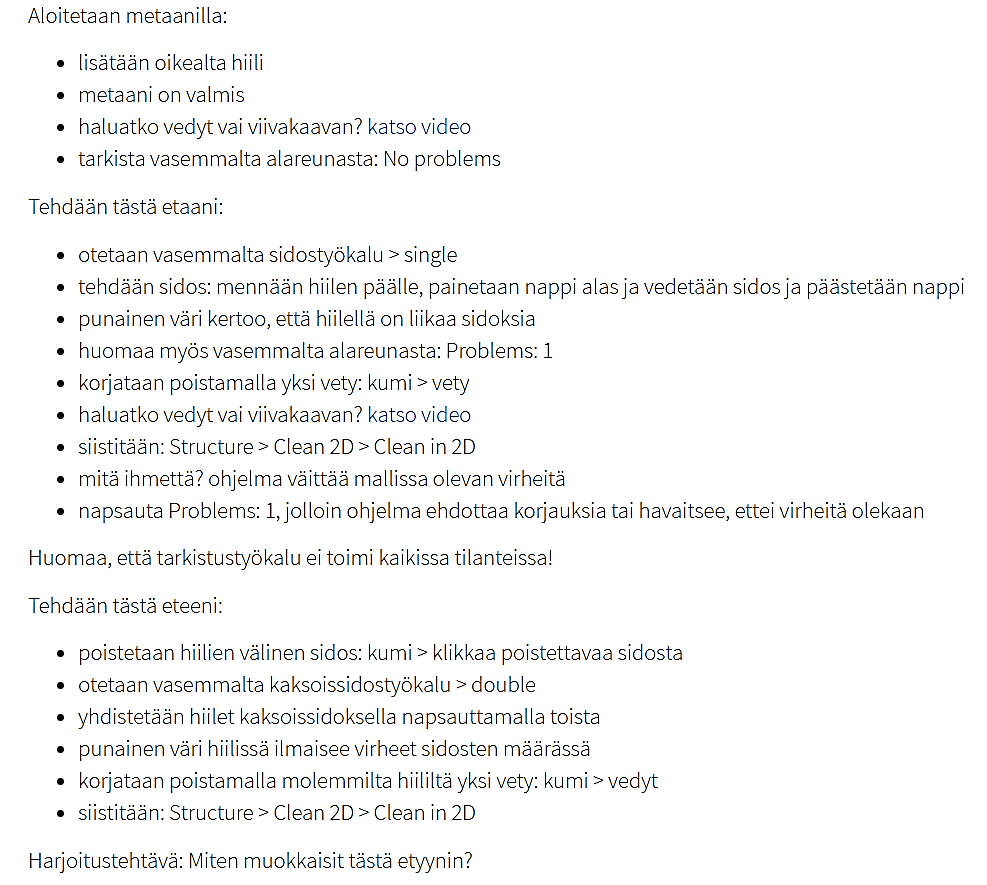 Aloitetaan metaanilla:
• lisätään oikealta hiili
• metaani on valmis
• haluatko vedyt vai viivakaavan? katso video
• tarkista vasemmalta alareunasta: No problems
Tehdään tästä etaani:
• otetaan vasemmalta sidostyökalu > single
• tehdään sidos: mennään hiilen päälle, painetaan nappi alas ja vedetään sidos ja päästetään nappi
• punainen väri kertoo, että hiilellä on liikaa sidoksia
• huomaa myös vasemmalta alareunasta: Problems: 1
• korjataan poistamalla yksi vety: kumi > vety
• haluatko vedyt vai viivakaavan? katso video
• siistitään: Structure > Clean 2D > Clean in 2D
• mitä ihmettä? ohjelma väittää mallissa olevan virheitä
• napsauta Problems: 1, jolloin ohjelma ehdottaa korjauksia tai havaitsee, ettei virheitä olekaan
Huomaa, että tarkistustyökalu ei toimi kaikissa tilanteissa!
Tehdään tästä eteeni:
• poistetaan hiilien välinen sidos: kumi > klikkaa poistettavaa sidosta
• otetaan vasemmalta kaksoissidostyökalu > double
• yhdistetään hiilet kaksoissidoksella napsauttamalla toista
• punainen väri hiilissä ilmaisee virheet sidosten määrässä
• korjataan poistamalla molemmilta hiililtä yksi vety: kumi > vedyt
• siistitään: Structure > Clean 2D > Clean in 2D
Harjoitustehtävä: Miten muokkaisit tästä etyynin?